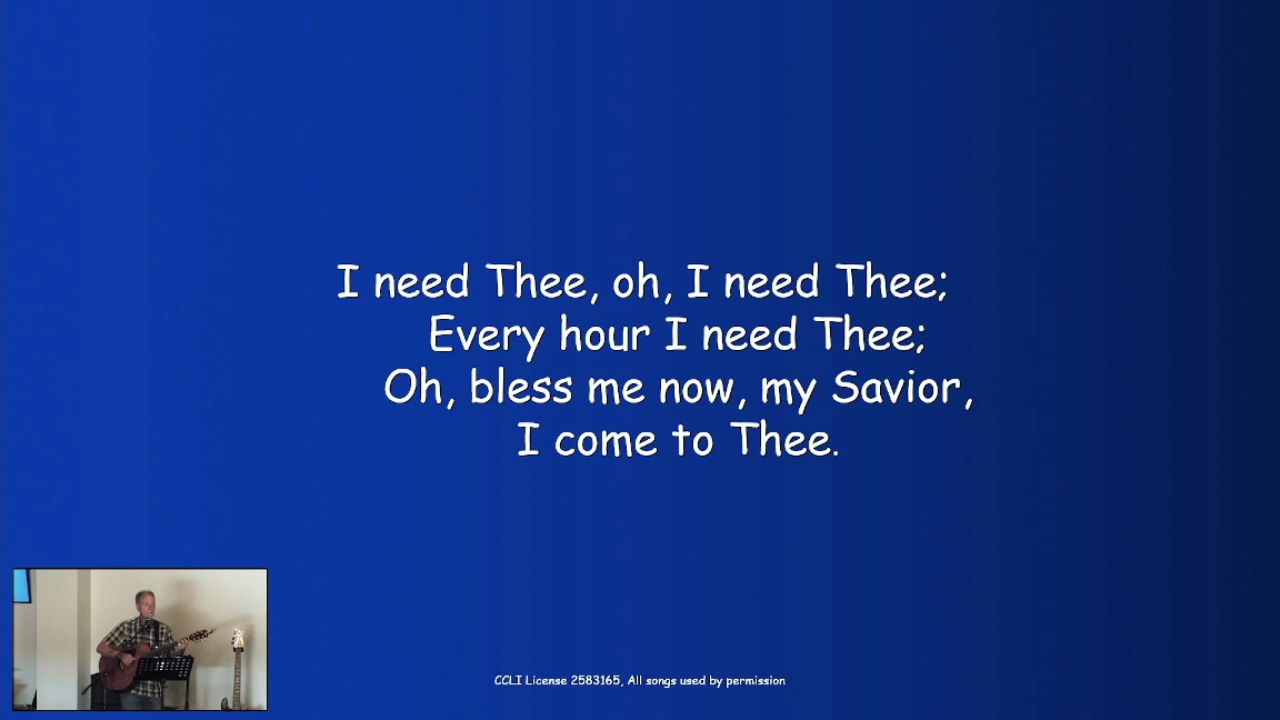 I need Thee, oh, I need Thee;
Every hour I need Thee;
Oh, bless me now, my Savior,
I come to Thee.
CCLI License 2583165, All songs used by permission